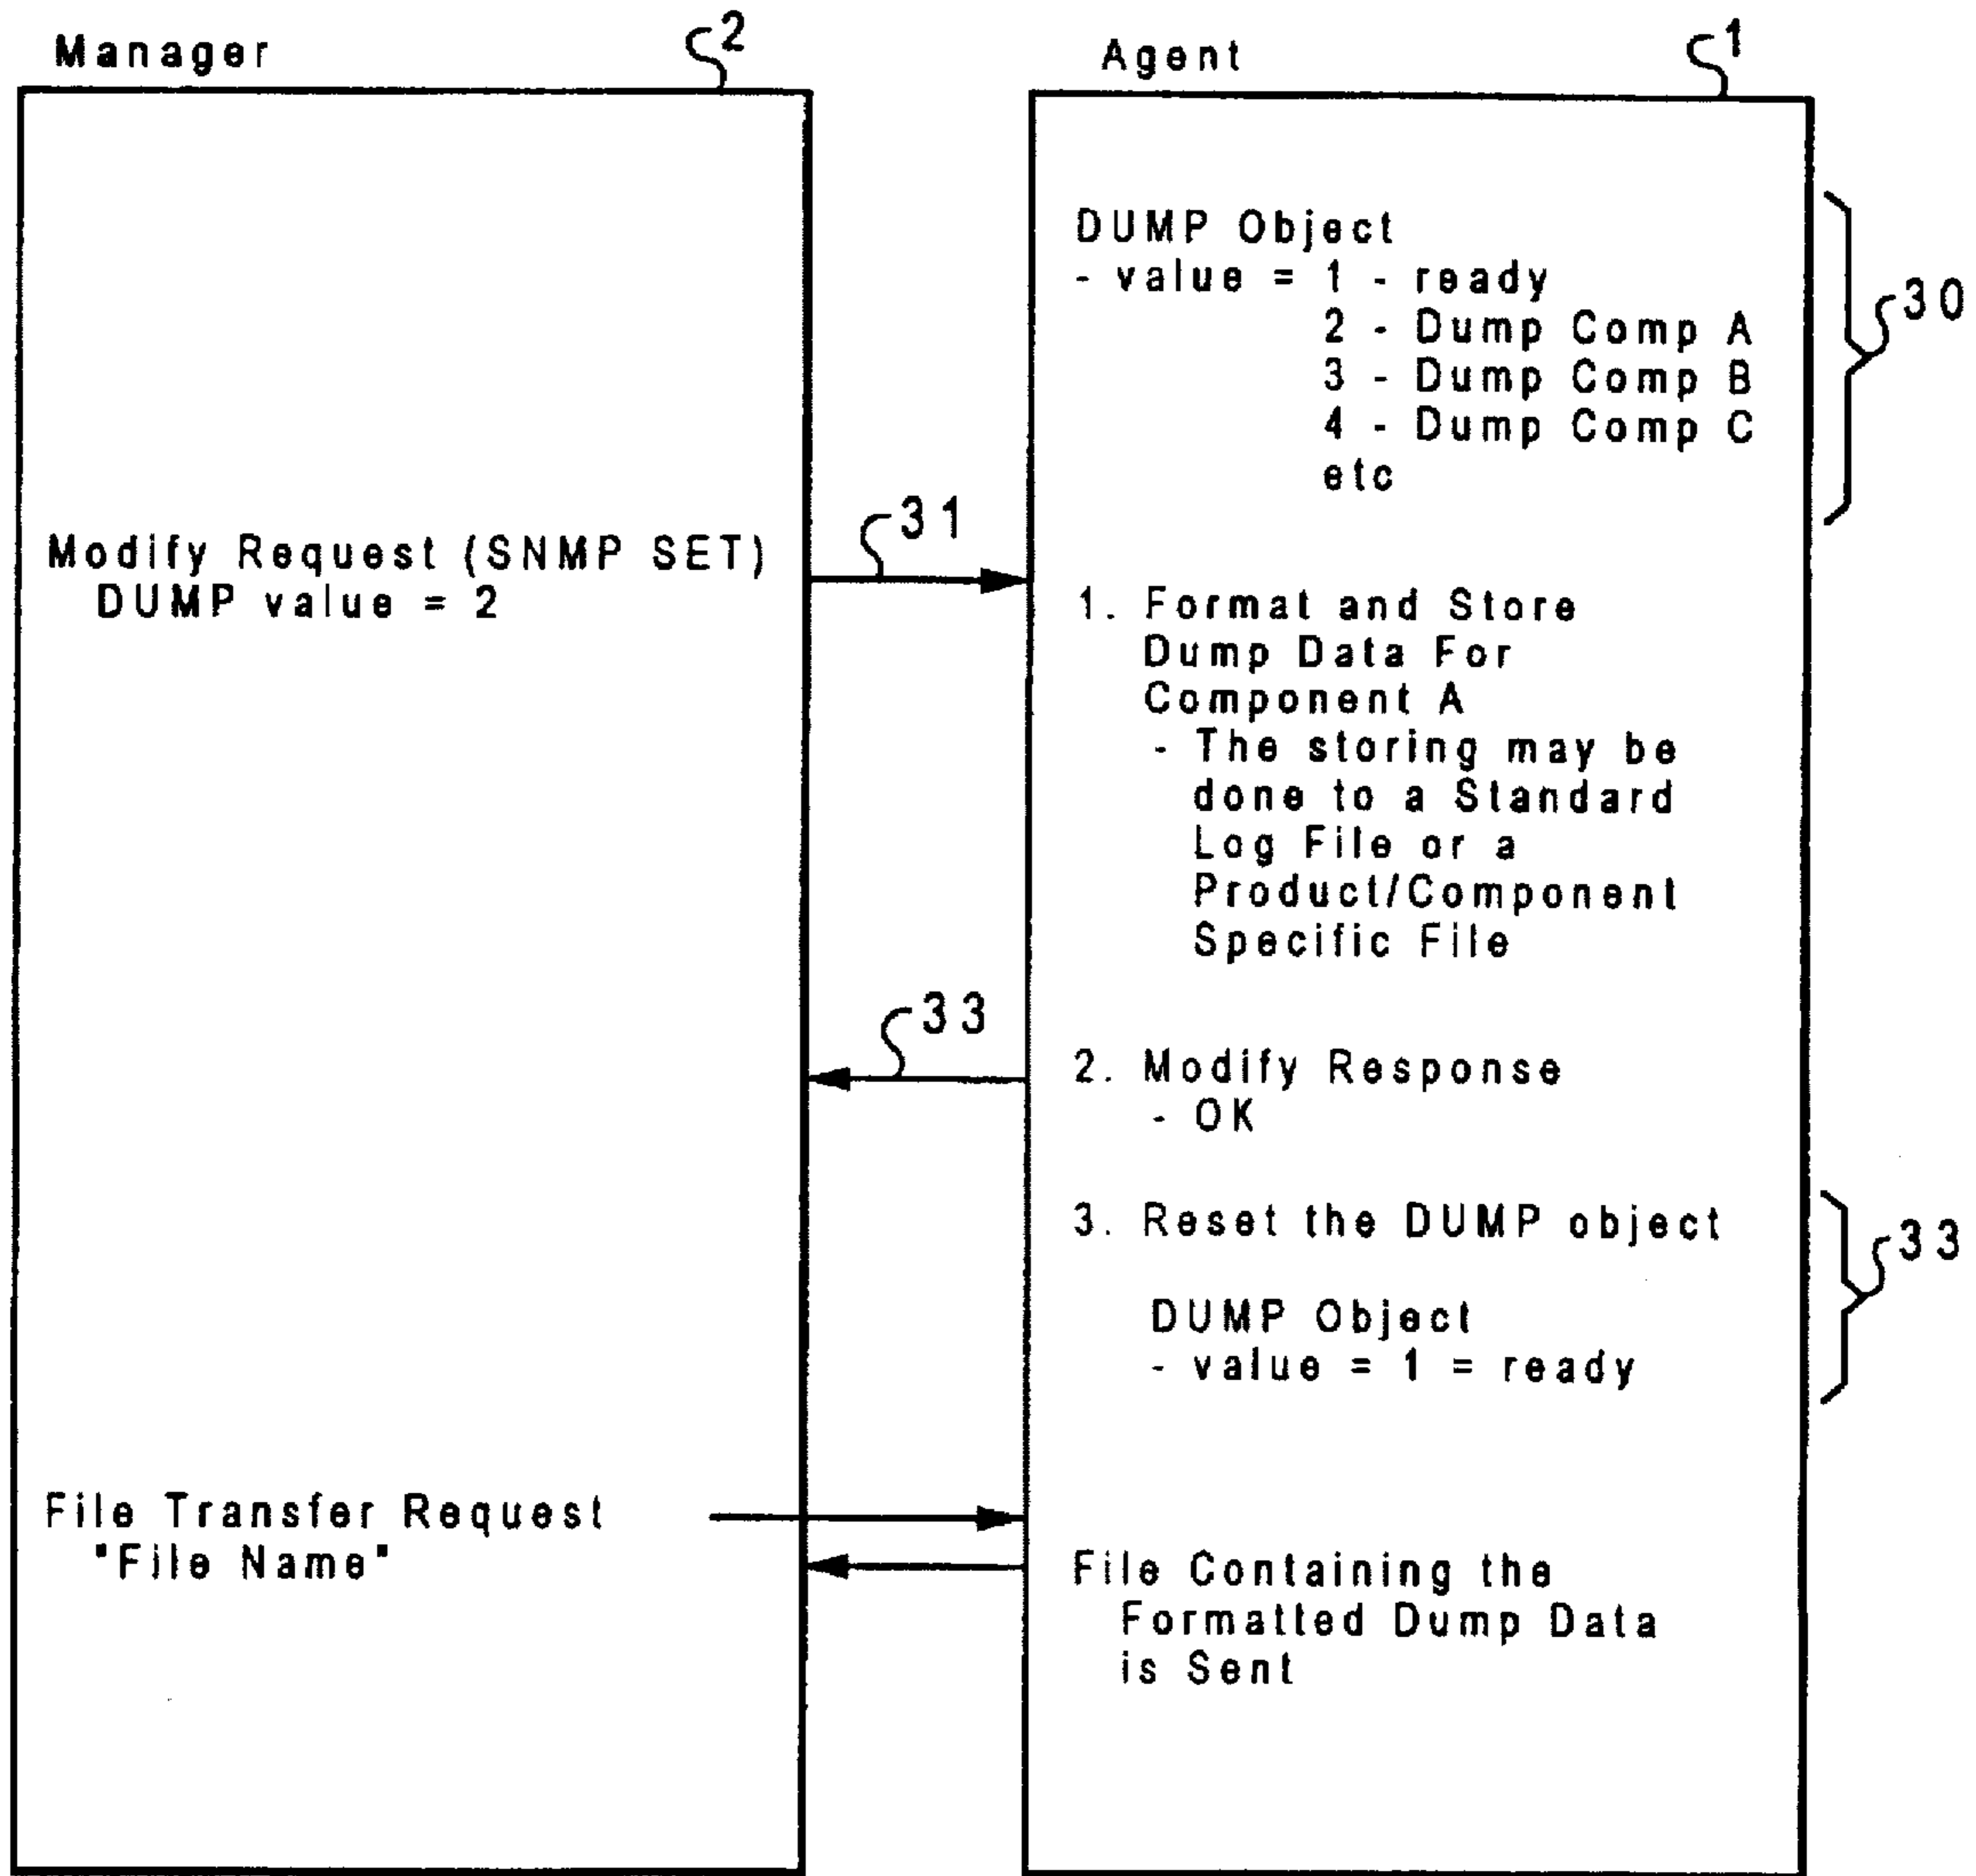 Manager
2
Agent
1
DUMP Object
- value = 1 - ready
2 - Dump Comp A
3 - Dump Comp B
4 - Dump Comp C
etc
30
Modify Request (SNMP SET)
DUMP value = 2
31
1. Format and Store
Dump Data For
Component A
- The storing may be
done to a Standard
Log File or a
Product/Component
Specific File
33
2. Modify Response
- OK
3. Reset the DUMP object
DUMP Object
- value = 1 = ready
33
File Transfer Request
"File Name"
File Containing the
Formatted Dump Data
is Sent